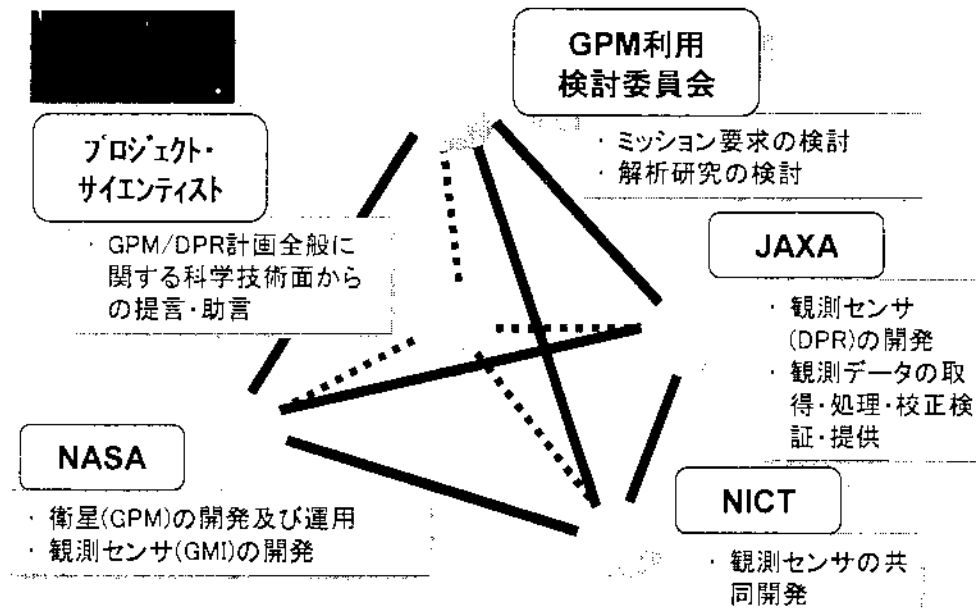 GPM利用
検討委員会
・ミッション要求の検討
・解析研究の検討
プロジェクト・
サイエンティスト
・GPM/DPR計画全般に
関する科学技術面から
の提言・助言
JAXA
・観測センサ
(DPR)の開発
・観測データの取
得・処理・校正検
証・提供
NASA
・衛星(GPM)の開発及び運用
・観測センサ(GMI)の開発
NICT
・観測センサの共
同開発